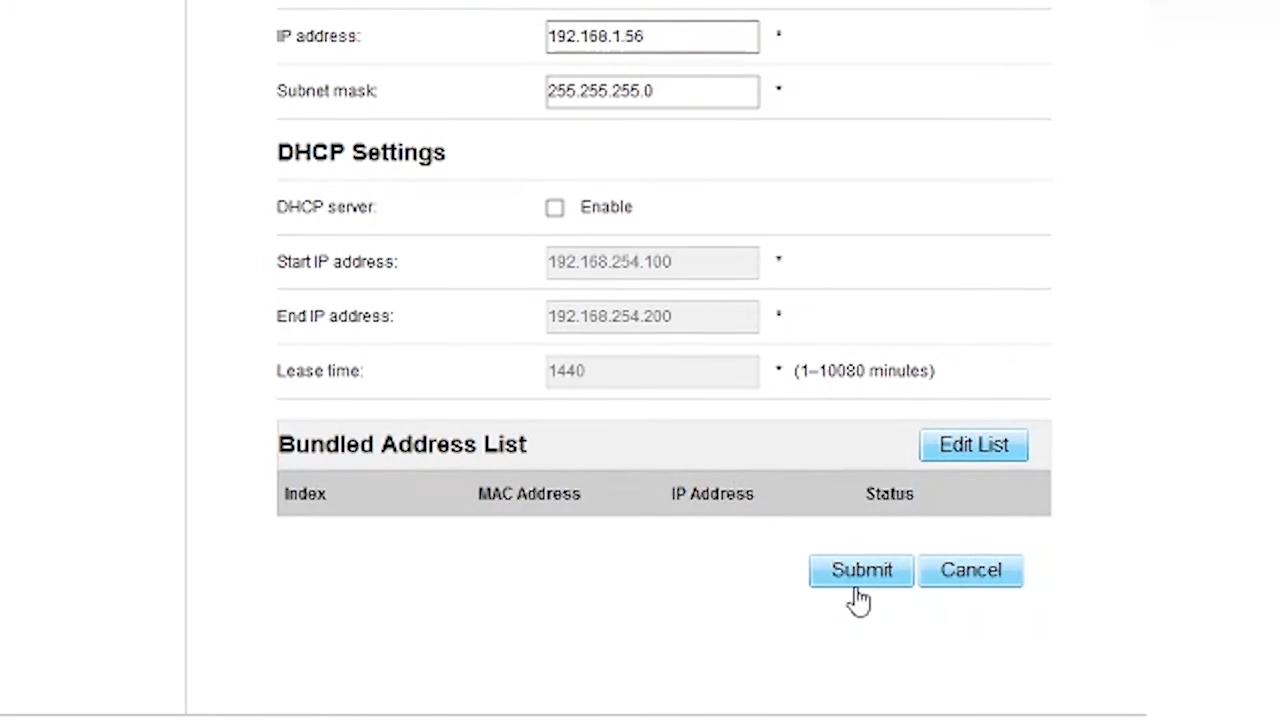 IP address: 192.168.1.56 *
Subnet mask: 255.255.255.0 *
DHCP Settings
DHCP server: Enable
Start IP address: 192.168.254.100 *
End IP address: 192.168.254.200 *
Lease time: 1440 * (1–10080 minutes)
Bundled Address List Edit List
Index MAC Address IP Address Status
Submit Cancel